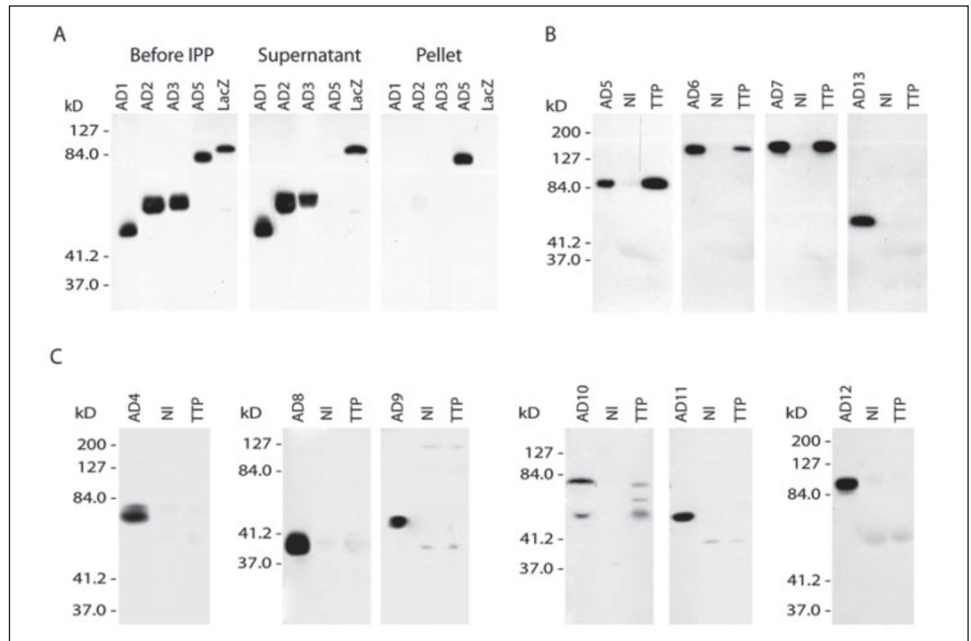 A
Before IPP Supernatant Pellet
AD1 AD2 AD3 AD5 LacZ AD1 AD2 AD3 AD5 LacZ AD1 AD2 AD3 AD5 LacZ
kD
127 -
84.0 -
41.2 -
37.0 -
B
kD AD5 NI TTP AD6 NI TTP AD7 NI TTP AD13 NI TTP
200 -
127 -
84.0 -
41.2 -
37.0 -
C
kD AD4 NI TTP
200 -
127 -
84.0 -
41.2 -
37.0 -
kD AD8 NI TTP AD9 NI TTP
127 -
84.0 -
41.2 -
37.0 -
kD AD10 NI TTP AD11 NI TTP
127 -
84.0 -
41.2 -
37.0 -
kD AD12 NI TTP
200 -
127 -
84.0 -
41.2 -
37.0 -